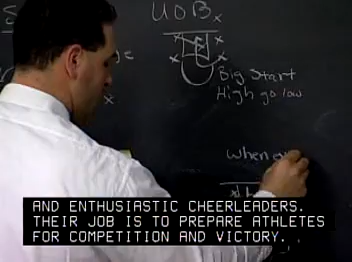 UOB
Big Start
High go low
When
AND ENTHUSIASTIC CHEERLEADERS.
THEIR JOB IS TO PREPARE ATHLETES
FOR COMPETITION AND VICTORY.